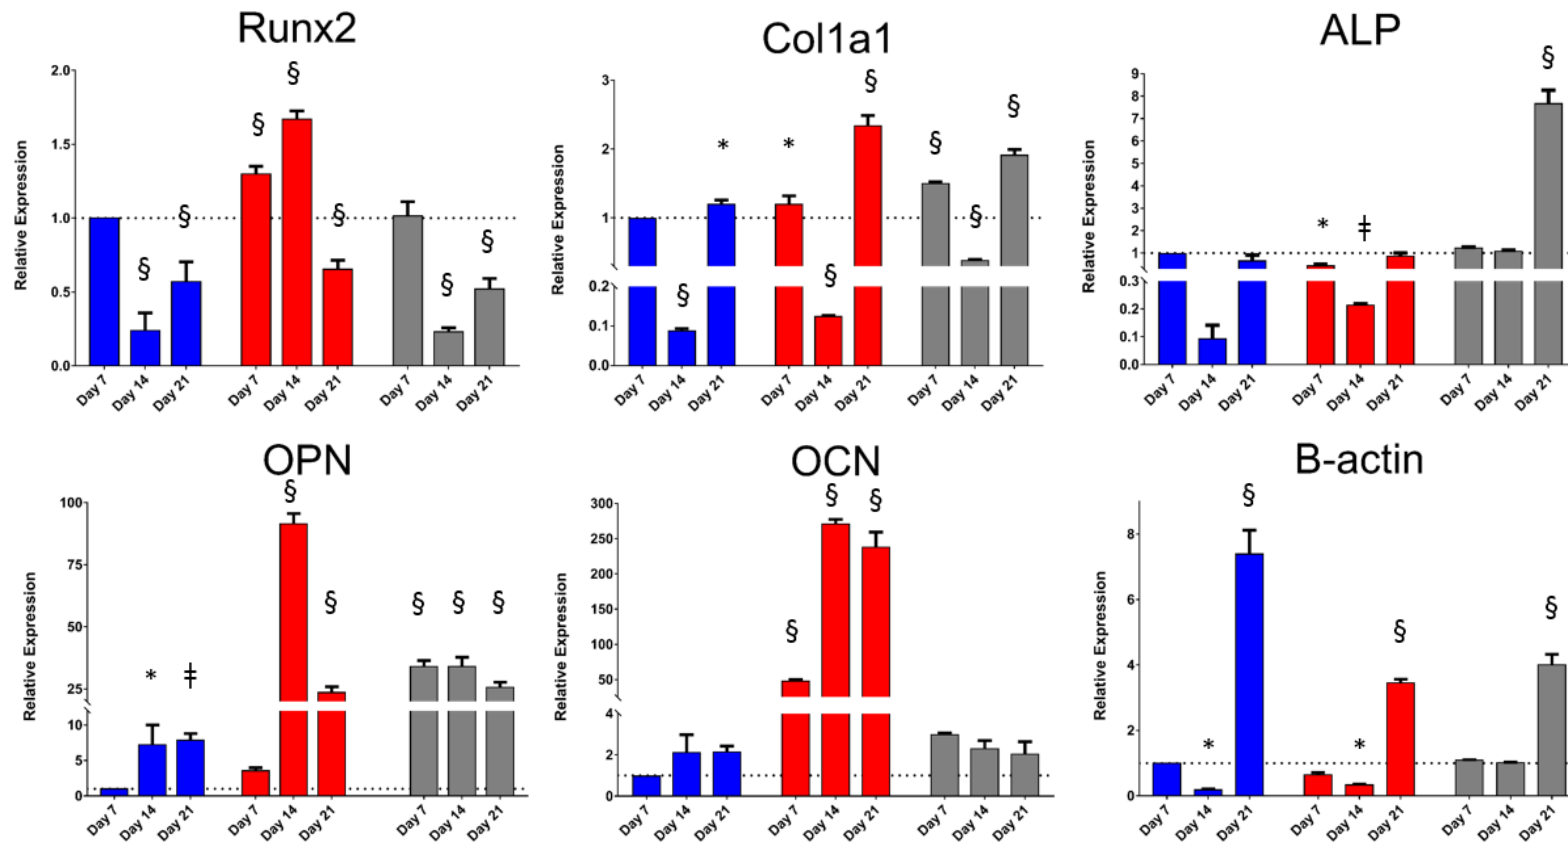 Runx2
Relative Expression
2.0
1.5
1.0
0.5
0.0
§
§
§
§
§
§
§
Day 7
Day 14
Day 21
Day 7
Day 14
Day 21
Day 7
Day 14
Day 21
Col1a1
Relative Expression
3
2
1
0.2
0.1
0.0
§
*
*
§
§
§
§
§
Day 7
Day 14
Day 21
Day 7
Day 14
Day 21
Day 7
Day 14
Day 21
ALP
Relative Expression
9
8
7
6
5
4
3
2
1
0.3
0.2
0.1
0.0
*
‡
§
Day 7
Day 14
Day 21
Day 7
Day 14
Day 21
Day 7
Day 14
Day 21
OPN
Relative Expression
100
75
50
25
10
5
0
*
‡
§
§
§
§
§
Day 7
Day 14
Day 21
Day 7
Day 14
Day 21
Day 7
Day 14
Day 21
OCN
Relative Expression
300
250
200
150
100
50
4
2
0
§
§
§
Day 7
Day 14
Day 21
Day 7
Day 14
Day 21
Day 7
Day 14
Day 21
B-actin
Relative Expression
8
6
4
2
0
*
§
*
§
§
Day 7
Day 14
Day 21
Day 7
Day 14
Day 21
Day 7
Day 14
Day 21